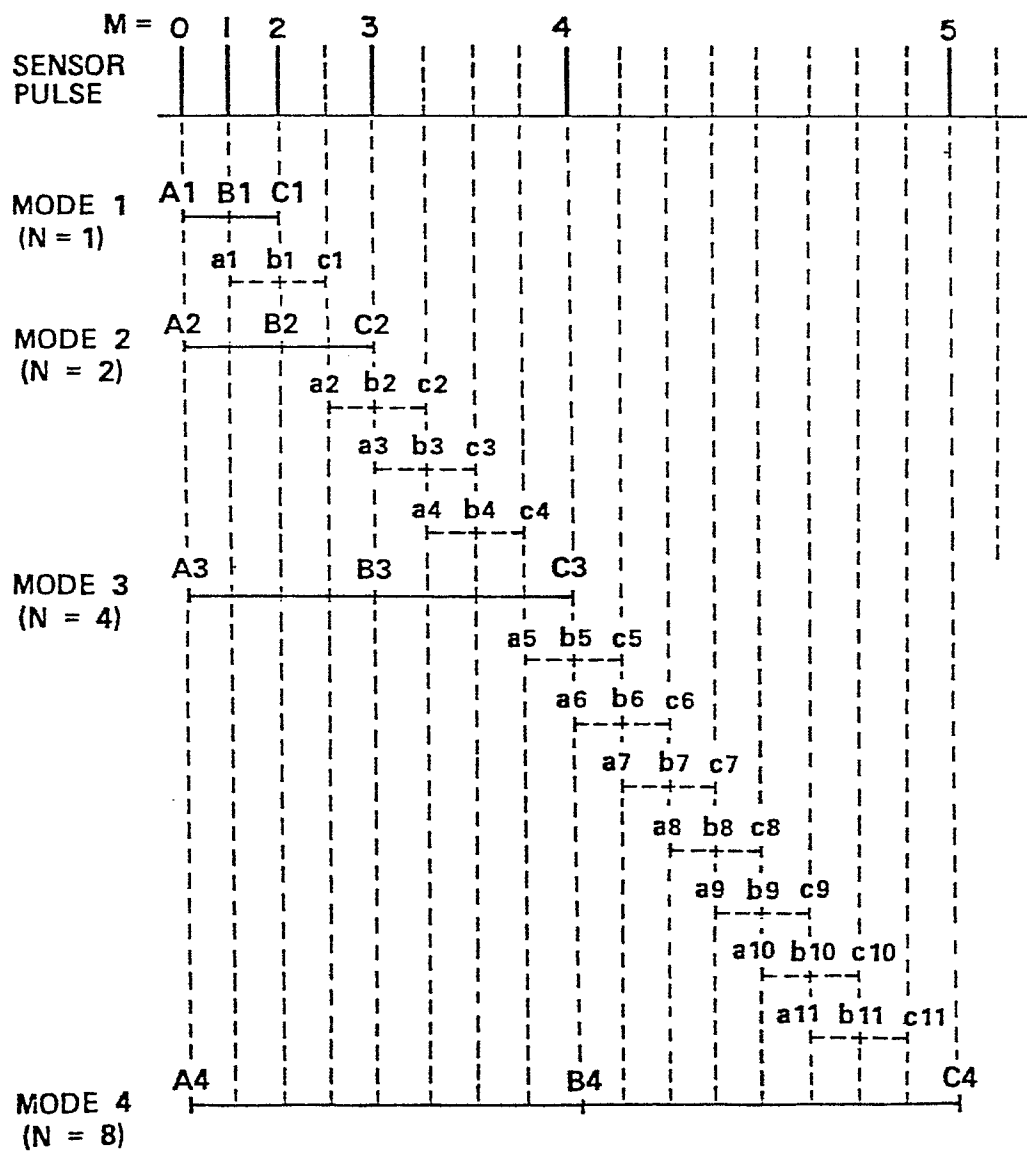 M = 0 1 2 3 4 5
SENSOR
PULSE
A1 B1 C1
MODE 1
(N = 1)
a1 b1 c1
A2 B2 C2
MODE 2
(N = 2)
a2 b2 c2
a3 b3 c3
a4 b4 c4
A3 B3 C3
MODE 3
(N = 4)
a5 b5 c5
a6 b6 c6
a7 b7 c7
a8 b8 c8
a9 b9 c9
a10 b10 c10
a11 b11 c11
A4 B4 C4
MODE 4
(N = 8)